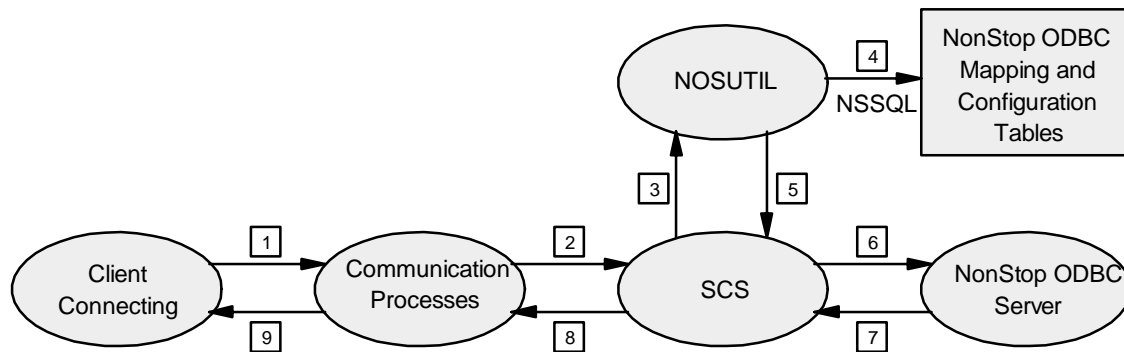 NOSUTIL
4
NSSQL
NonStop ODBC
Mapping and
Configuration
Tables
3
5
Client
Connecting
1
9
Communication
Processes
2
8
SCS
6
7
NonStop ODBC
Server